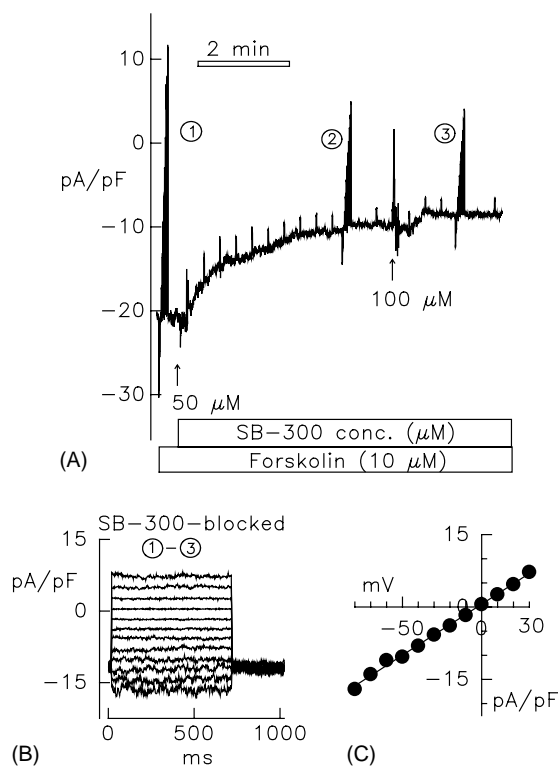 10
2 min
①
②
③
0
pA/pF
−10
100 μM
−20
−30
50 μM
SB−300 conc. (μM)
(A)
Forskolin (10 μM)
SB−300−blocked
①−③
15
pA/pF
0
−15
0
500
1000
(B)
ms
15
mV
0
−50
0
30
−15
pA/pF
(C)